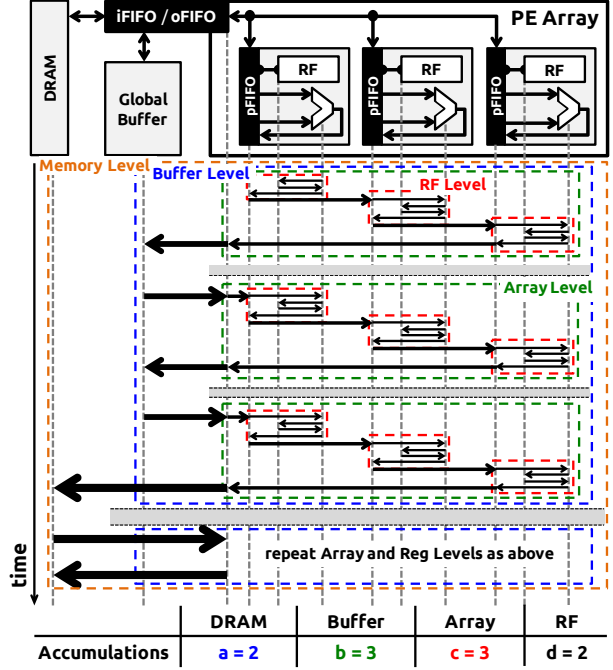 iFIFO / oFIFO
PE Array
DRAM
Global
Buffer
pFIFO
RF
pFIFO
RF
pFIFO
RF
Memory Level
Buffer Level
RF Level
Array Level
time
repeat Array and Reg Levels as above
DRAM Buffer Array RF
Accumulations a = 2 b = 3 c = 3 d = 2